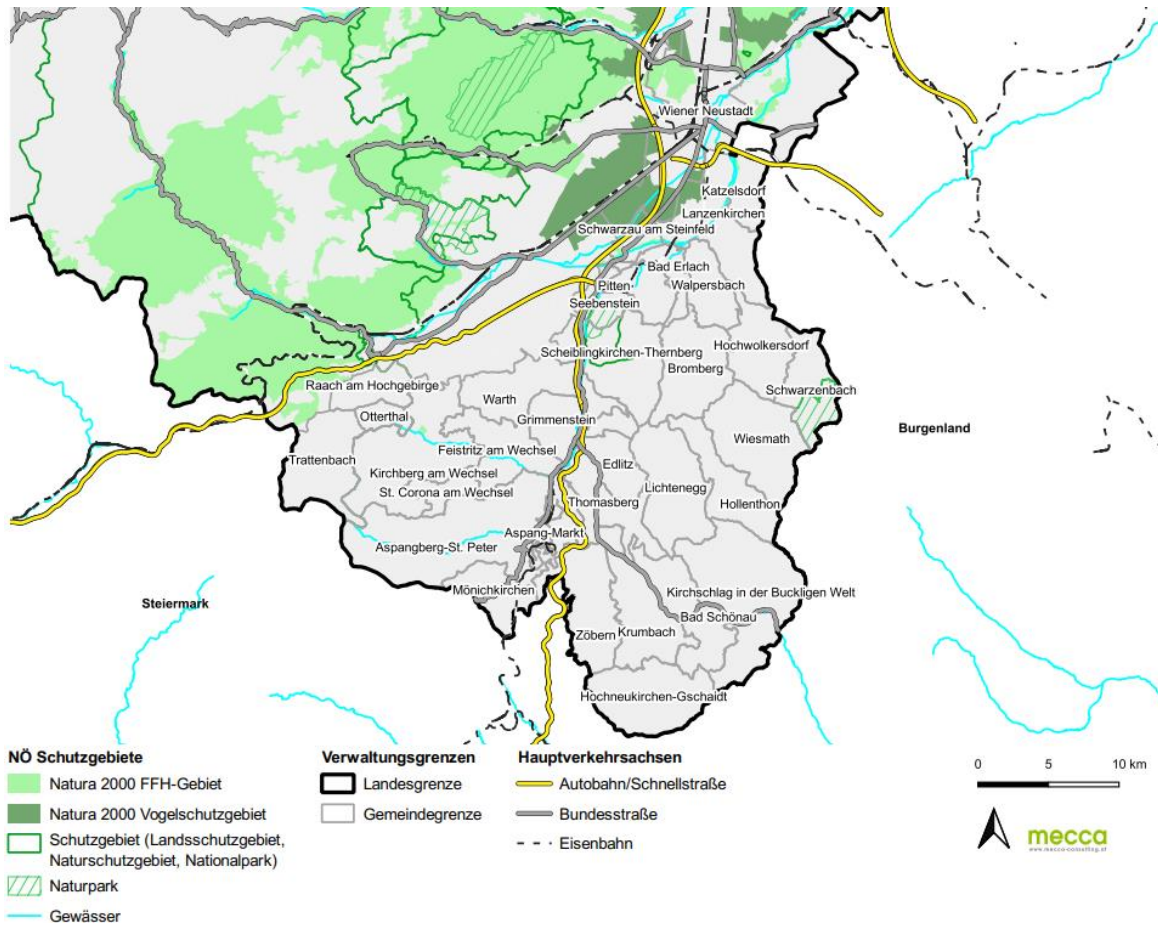 Wiener Neustadt
Katzelsdorf
Lanzenkirchen
Schwarzau am Steinfeld
Bad Erlach
Pitten
Walpersbach
Seebenstein
Hochwolkersdorf
Scheiblingkirchen-Thernberg
Bromberg
Schwarzenbach
Raach am Hochgebirge
Warth
Otterthal
Grimmenstein
Burgenland
Wiesmath
Feistritz am Wechsel
Trattenbach
Edlitz
Kirchberg am Wechsel
Lichtenegg
St. Corona am Wechsel
Thomasberg
Hollenthon
Aspang-Markt
Aspangberg-St. Peter
Mönichkirchen
Kirchschlag in der Buckligen Welt
Steiermark
Bad Schönau
Zöbern
Krumbach
Hochneukirchen-Gschaidt
NÖ Schutzgebiete
Natura 2000 FFH-Gebiet
Natura 2000 Vogelschutzgebiet
Schutzgebiet (Landsschutzgebiet,
Naturschutzgebiet, Nationalpark)
Naturpark
Gewässer
Verwaltungsgrenzen
Landesgrenze
Gemeindegrenze
Hauptverkehrsachsen
Autobahn/Schnellstraße
Bundesstraße
Eisenbahn
0 5 10 km
mecca
www.mecca-consulting.at